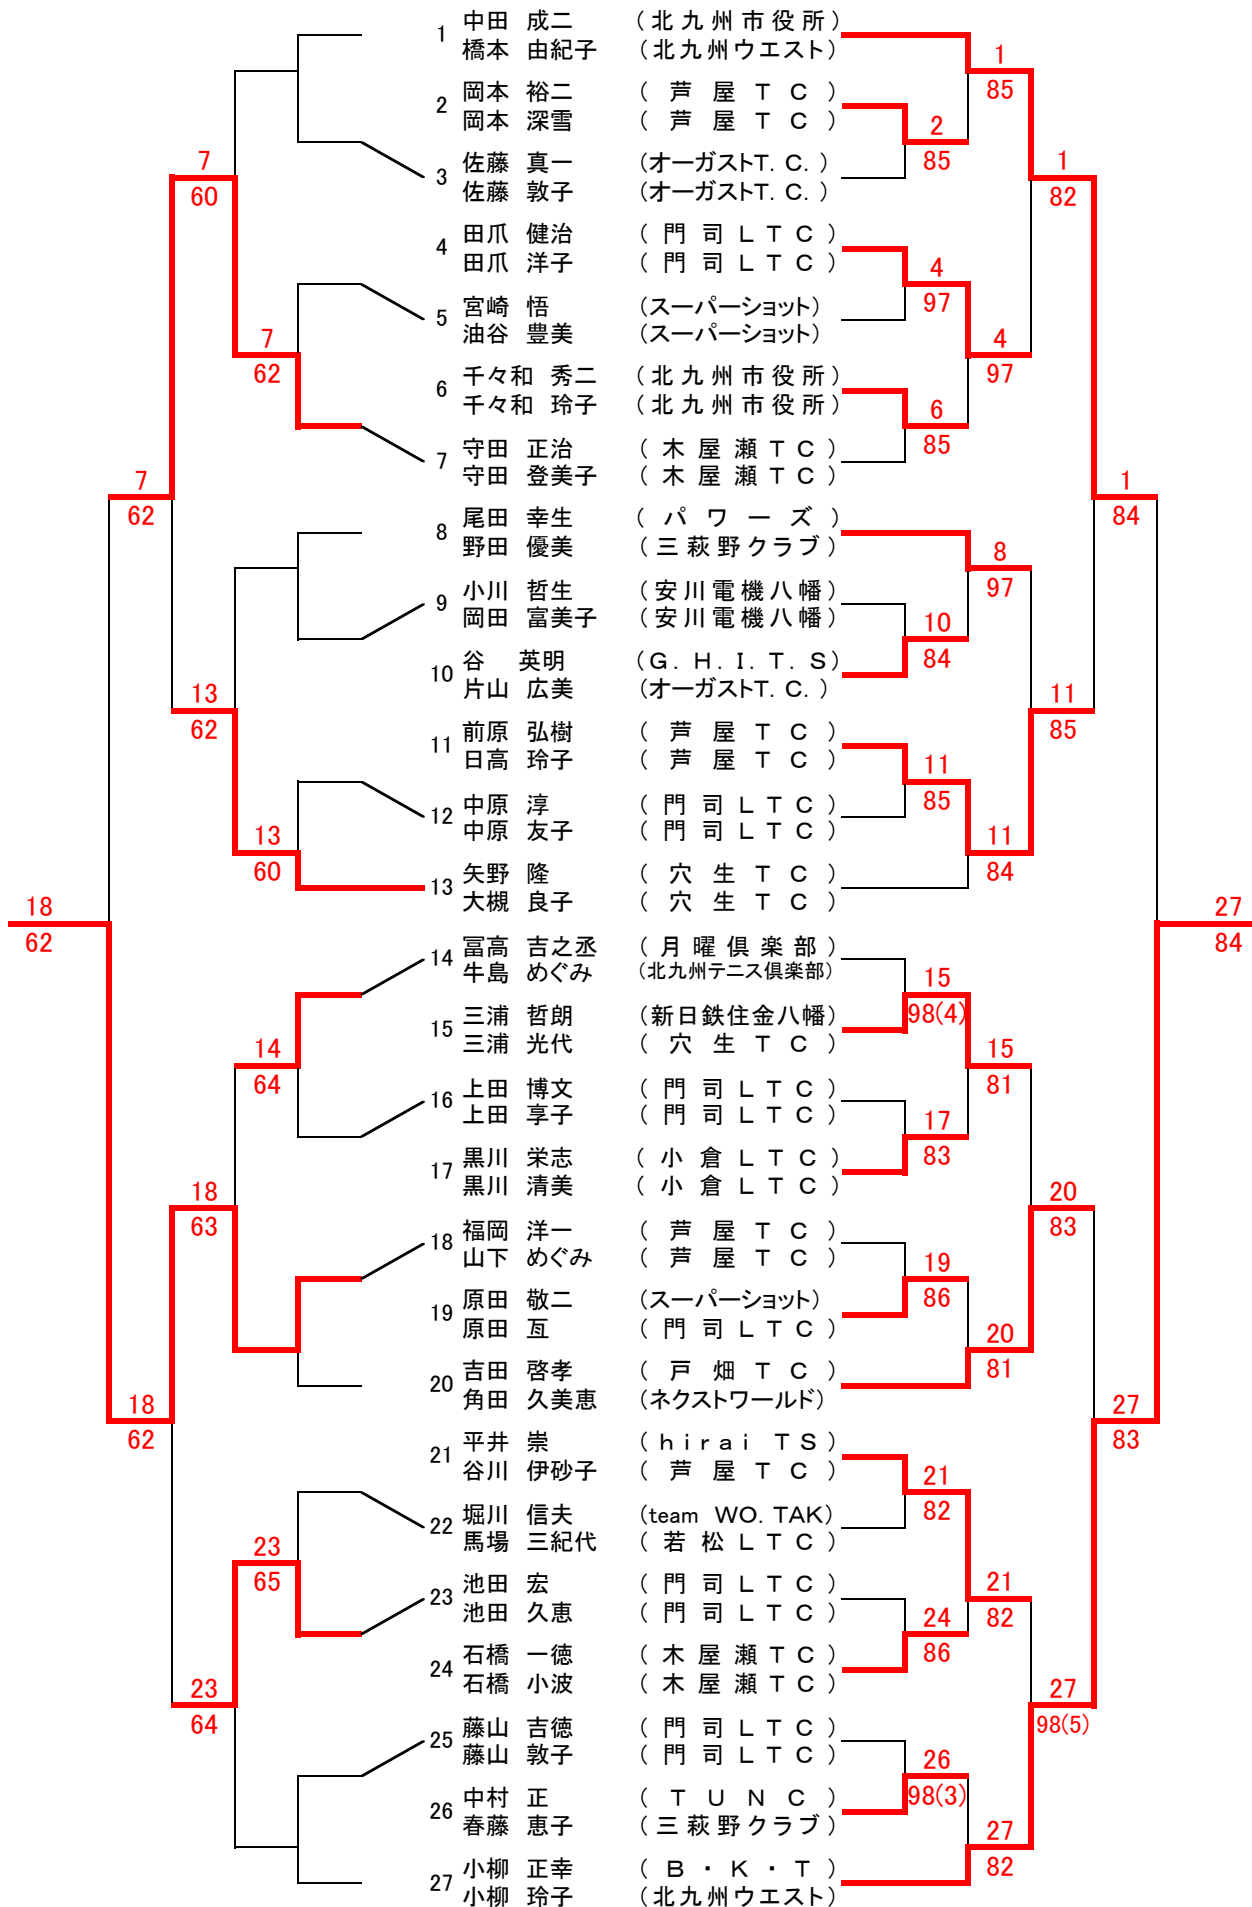 1 中田 成二 (北九州市役所)
橋本 由紀子 (北九州ウエスト)
2 岡本 裕二 (芦屋TC)
岡本 深雪 (芦屋TC)
3 佐藤 真一 (オーガストT.C.)
佐藤 敦子 (オーガストT.C.)
4 田爪 健治 (門司LTC)
田爪 洋子 (門司LTC)
5 宮崎 悟 (スーパーショット)
油谷 豊美 (スーパーショット)
6 千々和 秀二 (北九州市役所)
千々和 玲子 (北九州市役所)
7 守田 正治 (木屋瀬TC)
守田 登美子 (木屋瀬TC)
8 尾田 幸生 (パワーズ)
野田 優美 (三萩野クラブ)
9 小川 哲生 (安川電機八幡)
岡田 富美子 (安川電機八幡)
10 谷 英明 (G.H.I.T.S)
片山 広美 (オーガストT.C.)
11 前原 弘樹 (芦屋TC)
日高 玲子 (芦屋TC)
12 中原 淳 (門司LTC)
中原 友子 (門司LTC)
13 矢野 隆 (穴生TC)
大槻 良子 (穴生TC)
14 冨高 吉之丞 (月曜倶楽部)
牛島 めぐみ (北九州テニス倶楽部)
15 三浦 哲朗 (新日鉄住金八幡)
三浦 光代 (穴生TC)
16 上田 博文 (門司LTC)
上田 享子 (門司LTC)
17 黒川 栄志 (小倉LTC)
黒川 清美 (小倉LTC)
18 福岡 洋一 (芦屋TC)
山下 めぐみ (芦屋TC)
19 原田 敬二 (スーパーショット)
原田 亙 (門司LTC)
20 吉田 啓孝 (戸畑TC)
角田 久美恵 (ネクストワールド)
21 平井 崇 (hirai TS)
谷川 伊砂子 (芦屋TC)
22 堀川 信夫 (team WO.TAK)
馬場 三紀代 (若松LTC)
23 池田 宏 (門司LTC)
池田 久恵 (門司LTC)
24 石橋 一徳 (木屋瀬TC)
石橋 小波 (木屋瀬TC)
25 藤山 吉徳 (門司LTC)
藤山 敦子 (門司LTC)
26 中村 正 (TUNC)
春藤 恵子 (三萩野クラブ)
27 小柳 正幸 (B・K・T)
小柳 玲子 (北九州ウエスト)
7
60
7
62
7
62
13
62
13
60
18
62
14
64
18
63
18
62
23
65
23
64
1
85
2
85
1
82
4
97
4
97
6
85
1
84
8
97
10
84
11
85
11
85
11
84
27
84
15
98(4)
15
81
17
83
20
83
19
86
20
81
27
83
21
82
21
82
24
86
27
98(5)
26
98(3)
27
82